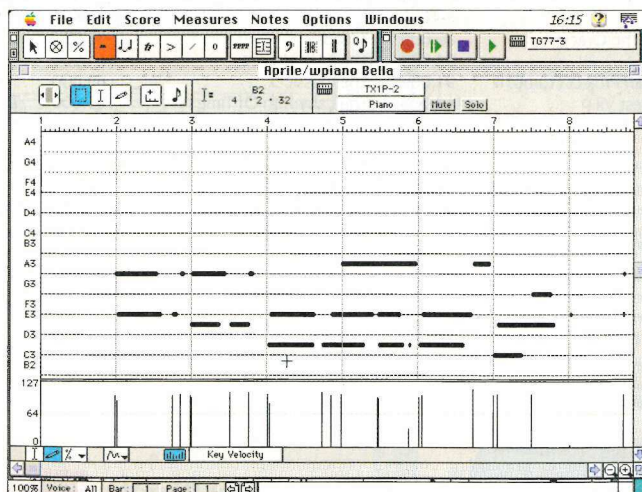 File Edit Score Measures Notes Options Windows 16:15
tr > 0 pppp
TG77-3
Aprile/wpiano Bella
B2
4 · 2 · 32
TX1P-2
Piano Mute Solo
1 2 3 4 5 6 7 8
A4
G4
F4
E4
D4
C4
B3
A3
G3
F3
E3
D3
C3
B2
127
64
0
Key Velocity
100% Voice: All Bar: 1 Page: 1